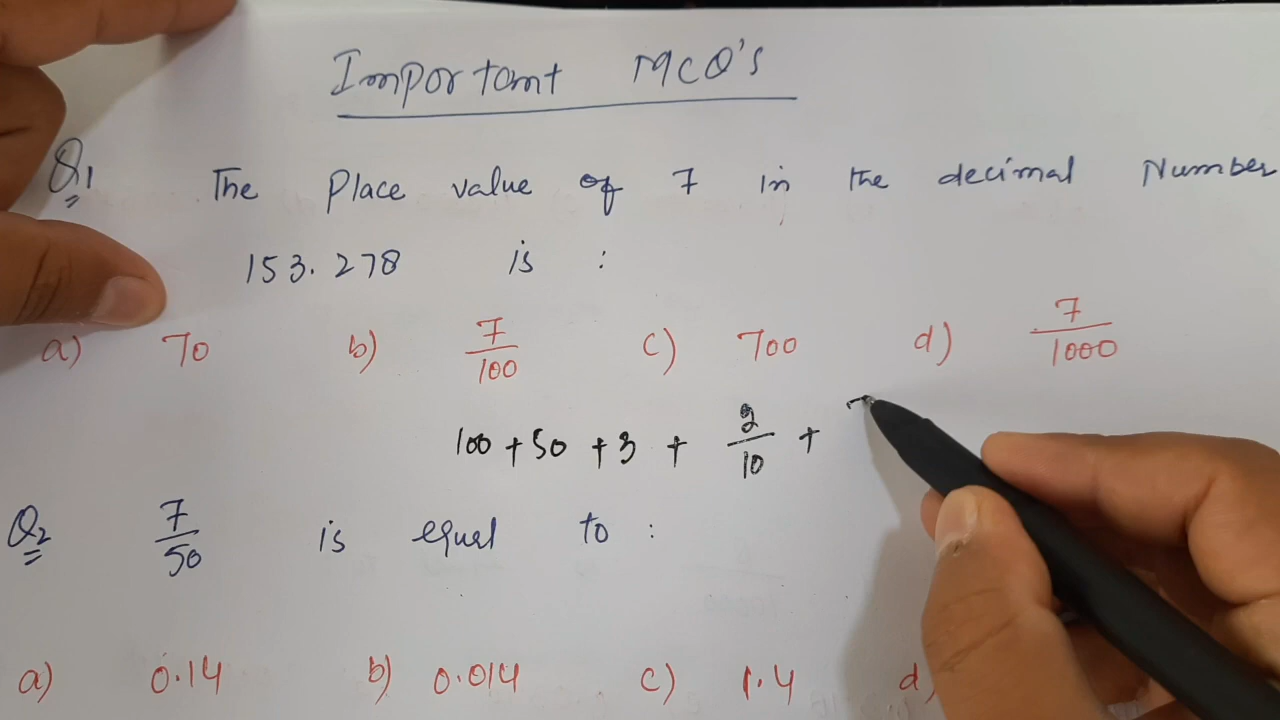 Important MCQ's
Q1 The Place value of 7 in the decimal Number
153.278 is :
a) 70 b) 7/100 c) 700 d) 7/1000
100 + 50 + 3 + 2/10 +
Q2 7/50 is equal to :
a) 0.14 b) 0.014 c) 1.4 d)